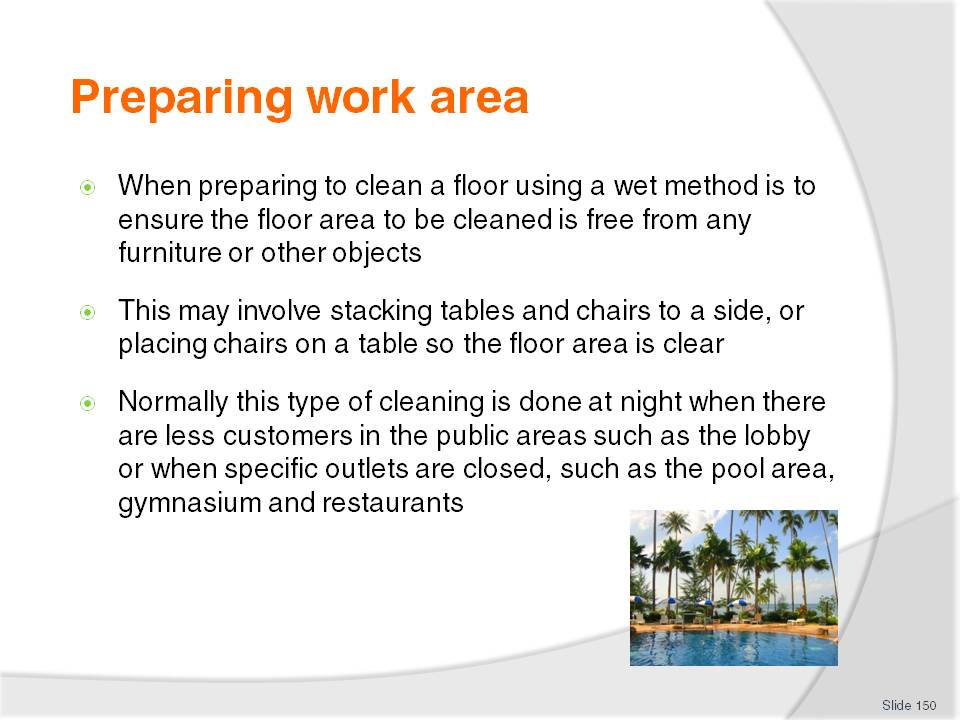 Preparing work area
When preparing to clean a floor using a wet method is to
ensure the floor area to be cleaned is free from any
furniture or other objects
This may involve stacking tables and chairs to a side, or
placing chairs on a table so the floor area is clear
Normally this type of cleaning is done at night when there
are less customers in the public areas such as the lobby
or when specific outlets are closed, such as the pool area,
gymnasium and restaurants
Slide 150